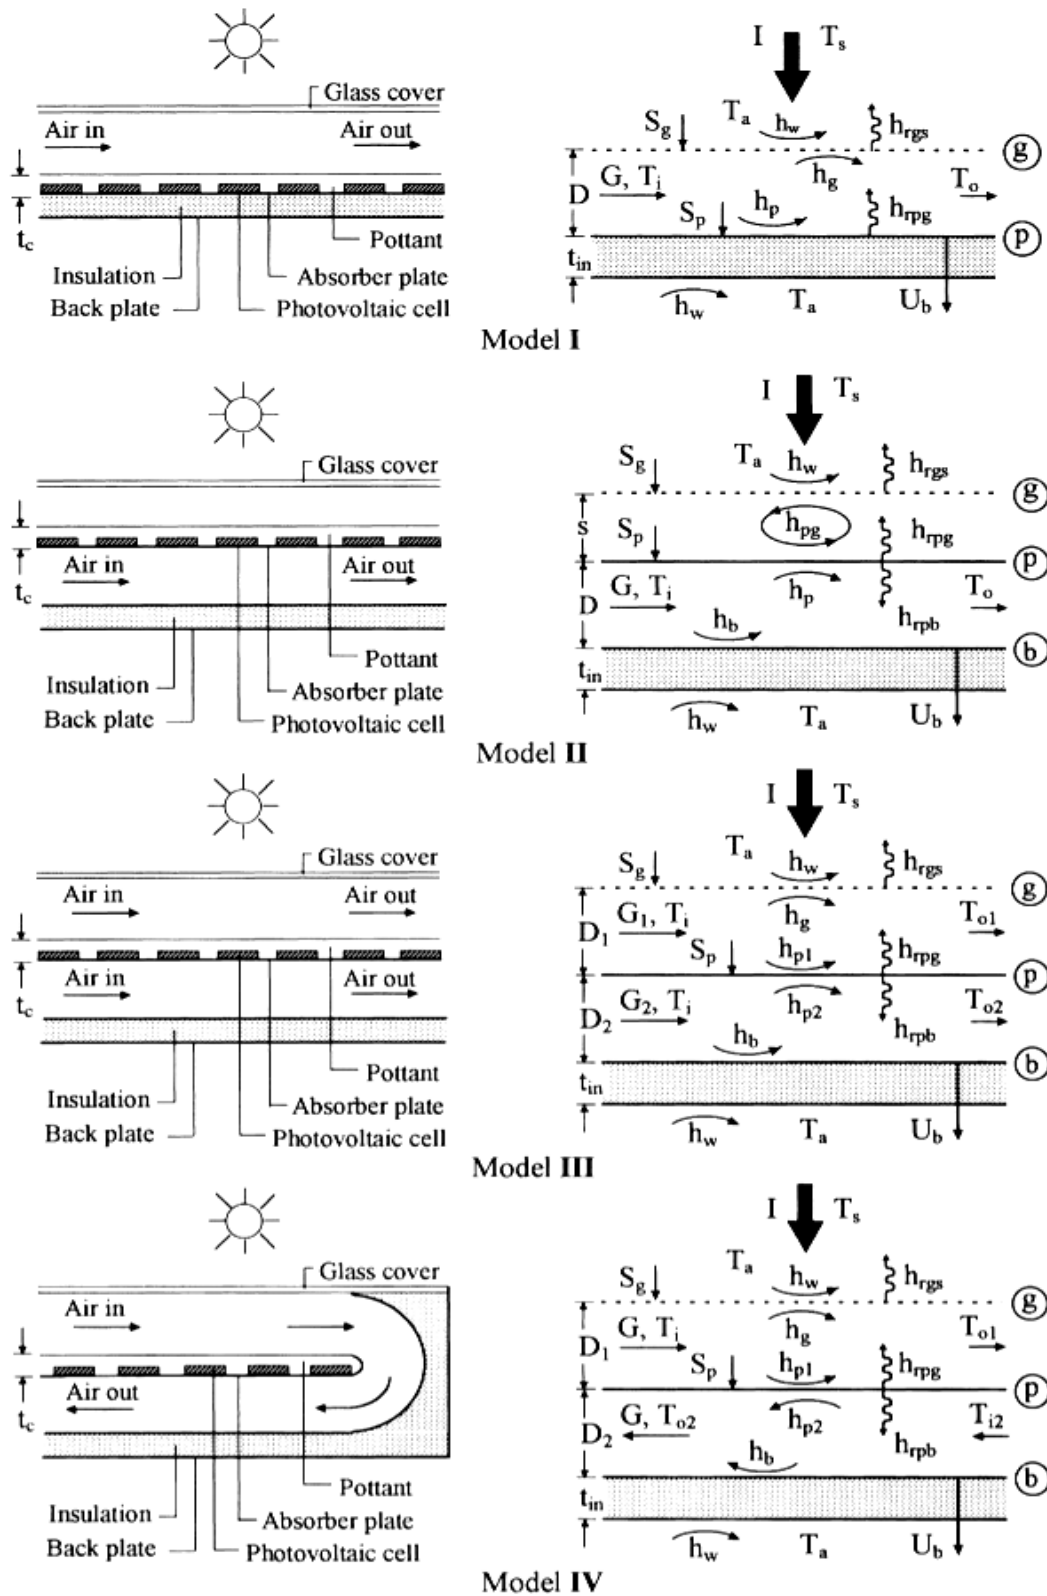 I T_s
Glass cover
Air in Air out
S_g T_a h_w h_rgs g
h_g
D G, T_i T_o
S_p h_p h_rpg
p
t_c
Pottant
t_in
Insulation Absorber plate
Back plate Photovoltaic cell
h_w T_a U_b
Model I
I T_s
Glass cover
S_g T_a h_w h_rgs
g
s S_p h_pg h_rpg
p
Air in Air out
t_c
D G, T_i h_p T_o
h_b h_rpb
b
Pottant
t_in
Insulation Absorber plate
Back plate Photovoltaic cell
h_w T_a U_b
Model II
I T_s
Glass cover
S_g T_a h_w h_rgs
g
Air in Air out
D_1 G_1, T_i h_g T_o1
S_p h_p1 h_rpg
p
Air in Air out
t_c
D_2 G_2, T_i h_p2 T_o2
h_b h_rpb
b
Pottant
t_in
Insulation Absorber plate
Back plate Photovoltaic cell
h_w T_a U_b
Model III
I T_s
Glass cover
S_g T_a h_w h_rgs
g
Air in
D_1 G, T_i h_g T_o1
S_p h_p1 h_rpg
p
Air out
t_c
D_2 G, T_o2 h_p2 T_i2
h_b h_rpb
b
Pottant
t_in
Insulation Absorber plate
Back plate Photovoltaic cell
h_w T_a U_b
Model IV